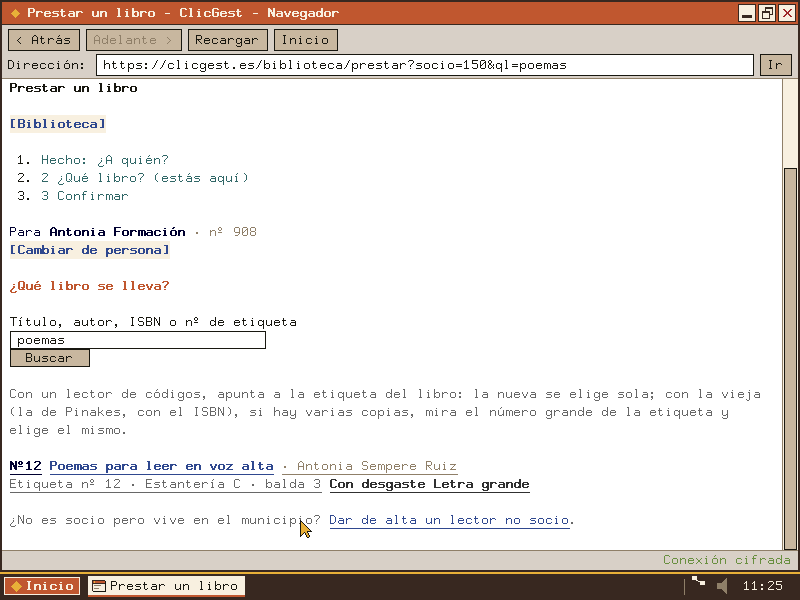 Prestar un libro - ClicGest - Navegador
< Atrás Adelante > Recargar Inicio
Dirección: https://clicgest.es/biblioteca/prestar?socio=150&ql=poemas Ir
Prestar un libro
[Biblioteca]
1. Hecho: ¿A quién?
2. 2 ¿Qué libro? (estás aquí)
3. 3 Confirmar
Para Antonia Formación · nº 908
[Cambiar de persona]
¿Qué libro se lleva?
Título, autor, ISBN o nº de etiqueta
poemas
Buscar
Con un lector de códigos, apunta a la etiqueta del libro: la nueva se elige sola; con la vieja
(la de Pinakes, con el ISBN), si hay varias copias, mira el número grande de la etiqueta y
elige el mismo.
Nº12 Poemas para leer en voz alta · Antonia Sempere Ruiz
Etiqueta nº 12 · Estantería C · balda 3 Con desgaste Letra grande
¿No es socio pero vive en el municipio? Dar de alta un lector no socio.
Conexión cifrada
Inicio Prestar un libro 11:25